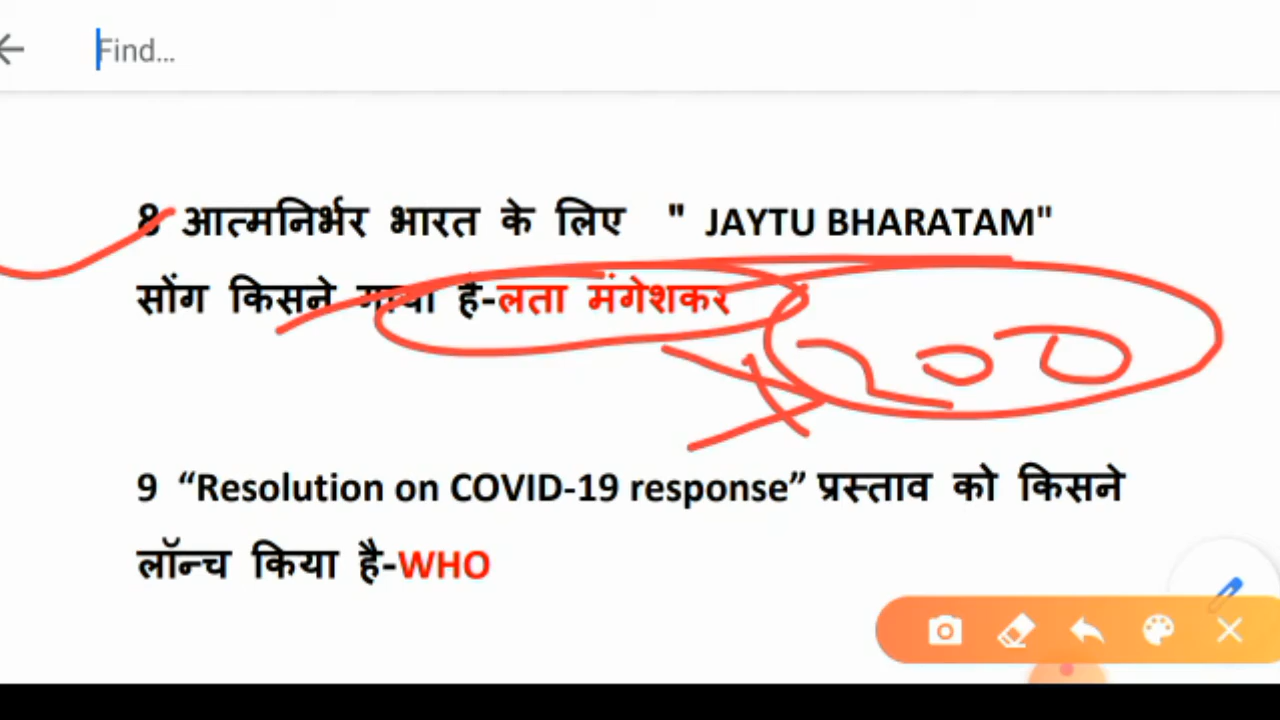 Find...
8 आत्मनिर्भर भारत के लिए " JAYTU BHARATAM"
सोंग किसने गाया है-लता मंगेशकर
200
9 “Resolution on COVID-19 response” प्रस्ताव को किसने
लॉन्च किया है-WHO